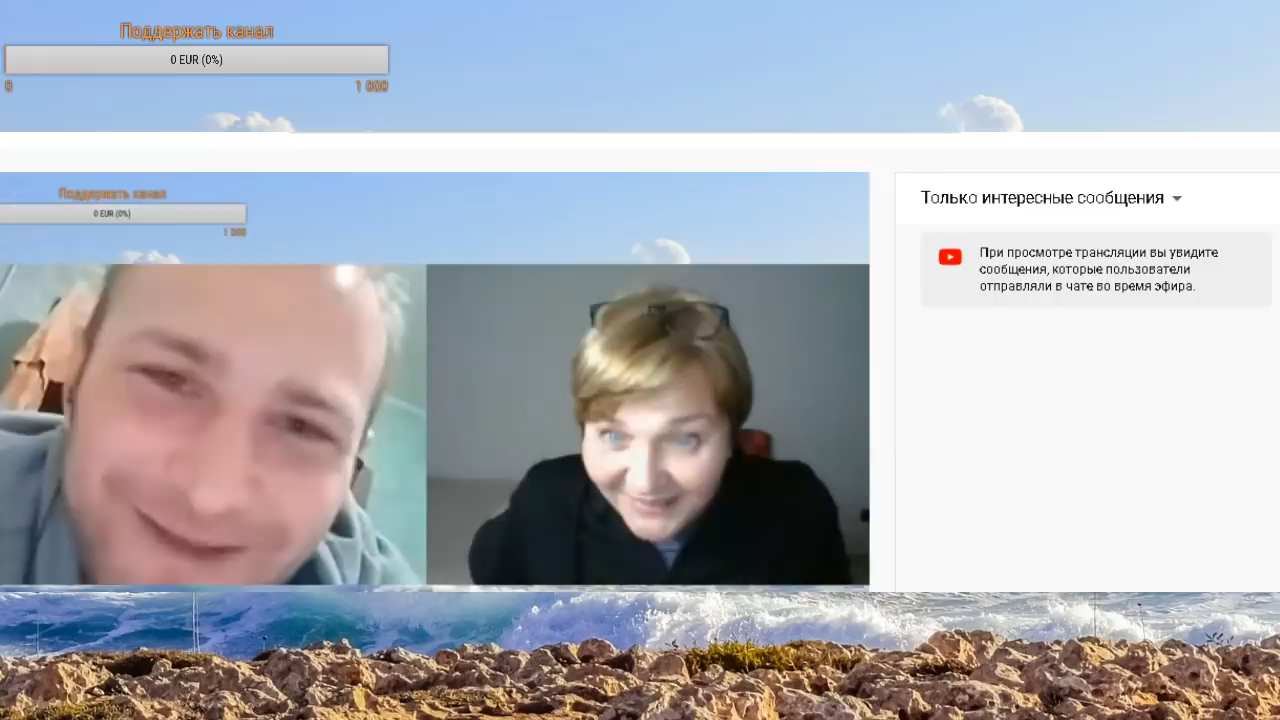 Поддержать канал
0 EUR (0%)
0 1 000
Поддержать канал
0 EUR (0%)
1 000
Только интересные сообщения
При просмотре трансляции вы увидите
сообщения, которые пользователи
отправляли в чате во время эфира.